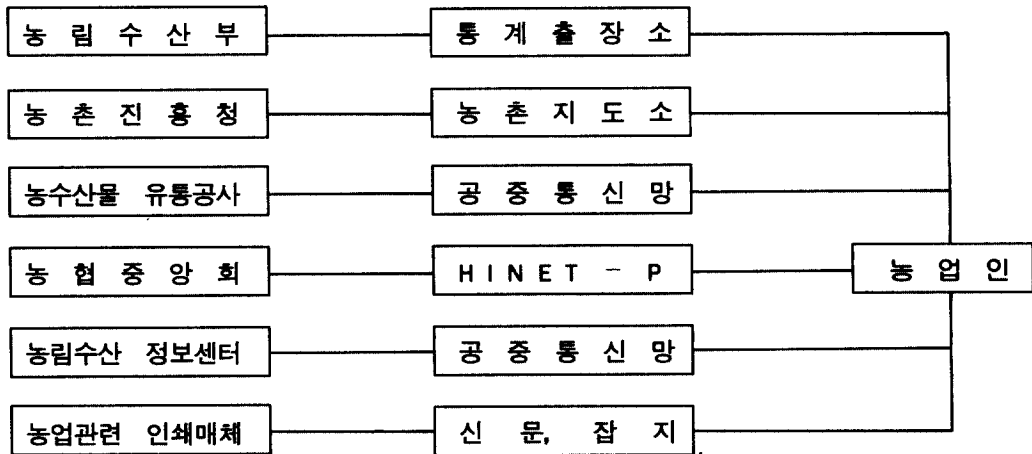 농림수산부 통계출장소
농촌진흥청 농촌지도소
농수산물 유통공사 공중통신망
농협중앙회 HINET-P 농업인
농림수산 정보센터 공중통신망
농업관련 인쇄매체 신문, 잡지